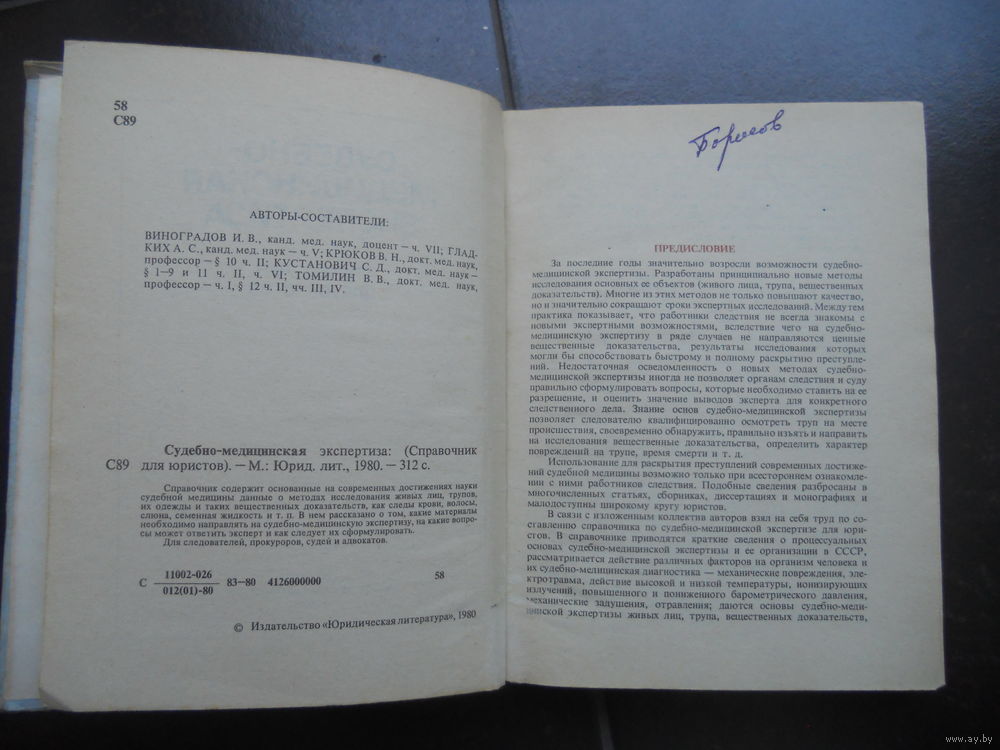 58
С89
АВТОРЫ-СОСТАВИТЕЛИ:
ВИНОГРАДОВ И. В., канд. мед. наук, доцент — ч. VII; ГЛАД-
КИХ А. С., канд. мед. наук — ч. V; КРЮКОВ В. Н., докт. мед. наук,
профессор — § 10 ч. II; КУСТАНОВИЧ С. Д., докт. мед. наук —
§ 1—9 и 11 ч. II, ч. VI; ТОМИЛИН В. В., докт. мед. наук,
профессор — ч. I, § 12 ч. II, чч. III, IV.
Судебно-медицинская экспертиза: (Справочник
С89 для юристов). — М.: Юрид. лит., 1980. — 312 с.
Справочник содержит основанные на современных достижениях науки
судебной медицины данные о методах исследования живых лиц, трупов,
их одежды и таких вещественных доказательств, как следы крови, волосы,
слюна, семенная жидкость и т. п. В нем рассказано о том, какие материалы
необходимо направлять на судебно-медицинскую экспертизу, на какие вопро-
сы может ответить эксперт и как следует их сформулировать.
Для следователей, прокуроров, судей и адвокатов.
С 11002-026 83—80 4126000000 58
012(01)-80
© Издательство «Юридическая литература», 1980
Борисов
ПРЕДИСЛОВИЕ
За последние годы значительно возросли возможности судебно-
медицинской экспертизы. Разработаны принципиально новые методы
исследования основных ее объектов (живого лица, трупа, вещественных
доказательств). Многие из этих методов не только повышают качество,
но и значительно сокращают сроки экспертных исследований. Между тем
практика показывает, что работники следствия не всегда знакомы с
новыми экспертными возможностями, вследствие чего на судебно-
медицинскую экспертизу в ряде случаев не направляются ценные
вещественные доказательства, результаты исследования которых
могли бы способствовать быстрому и полному раскрытию преступле-
ний. Недостаточная осведомленность о новых методах судебно-
медицинской экспертизы иногда не позволяет органам следствия и суду
правильно сформулировать вопросы, которые необходимо ставить на ее
разрешение, и оценить значение выводов эксперта для конкретного
следственного дела. Знание основ судебно-медицинской экспертизы
позволяет следователю квалифицированно осмотреть труп на месте
происшествия, своевременно обнаружить, правильно изъять и направить
на исследования вещественные доказательства, определить характер
повреждений на трупе, время смерти и т. д.
Использование для раскрытия преступлений современных достижен-
ий судебной медицины возможно только при всестороннем ознакомле-
нии с ними работников следствия. Подобные сведения разбросаны в
многочисленных статьях, сборниках, диссертациях и монографиях и
малодоступны широкому кругу юристов.
В связи с изложенным коллектив авторов взял на себя труд по со-
ставлению справочника по судебно-медицинской экспертизе для юри-
стов. В справочнике приводятся краткие сведения о процессуальных
основах судебно-медицинской экспертизы и ее организации в СССР,
рассматривается действие различных факторов на организм человека и
их судебно-медицинская диагностика — механические повреждения, эле-
ктротравма, действие высокой и низкой температуры, ионизирующих
излучений, повышенного и пониженного барометрического давления,
механические задушения, отравления; даются основы судебно-меди-
цинской экспертизы живых лиц, трупа, вещественных доказательств,
www.ay.by